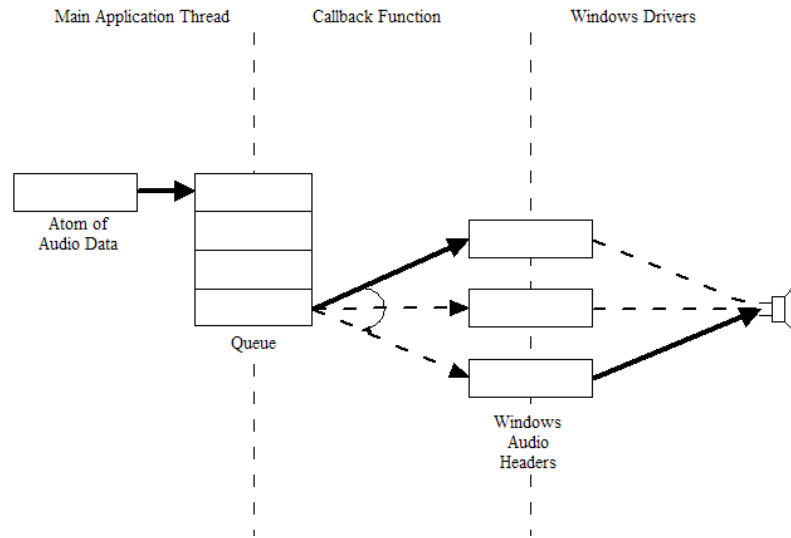 Main Application Thread
Callback Function
Windows Drivers
Atom of
Audio Data
Queue
Windows
Audio
Headers